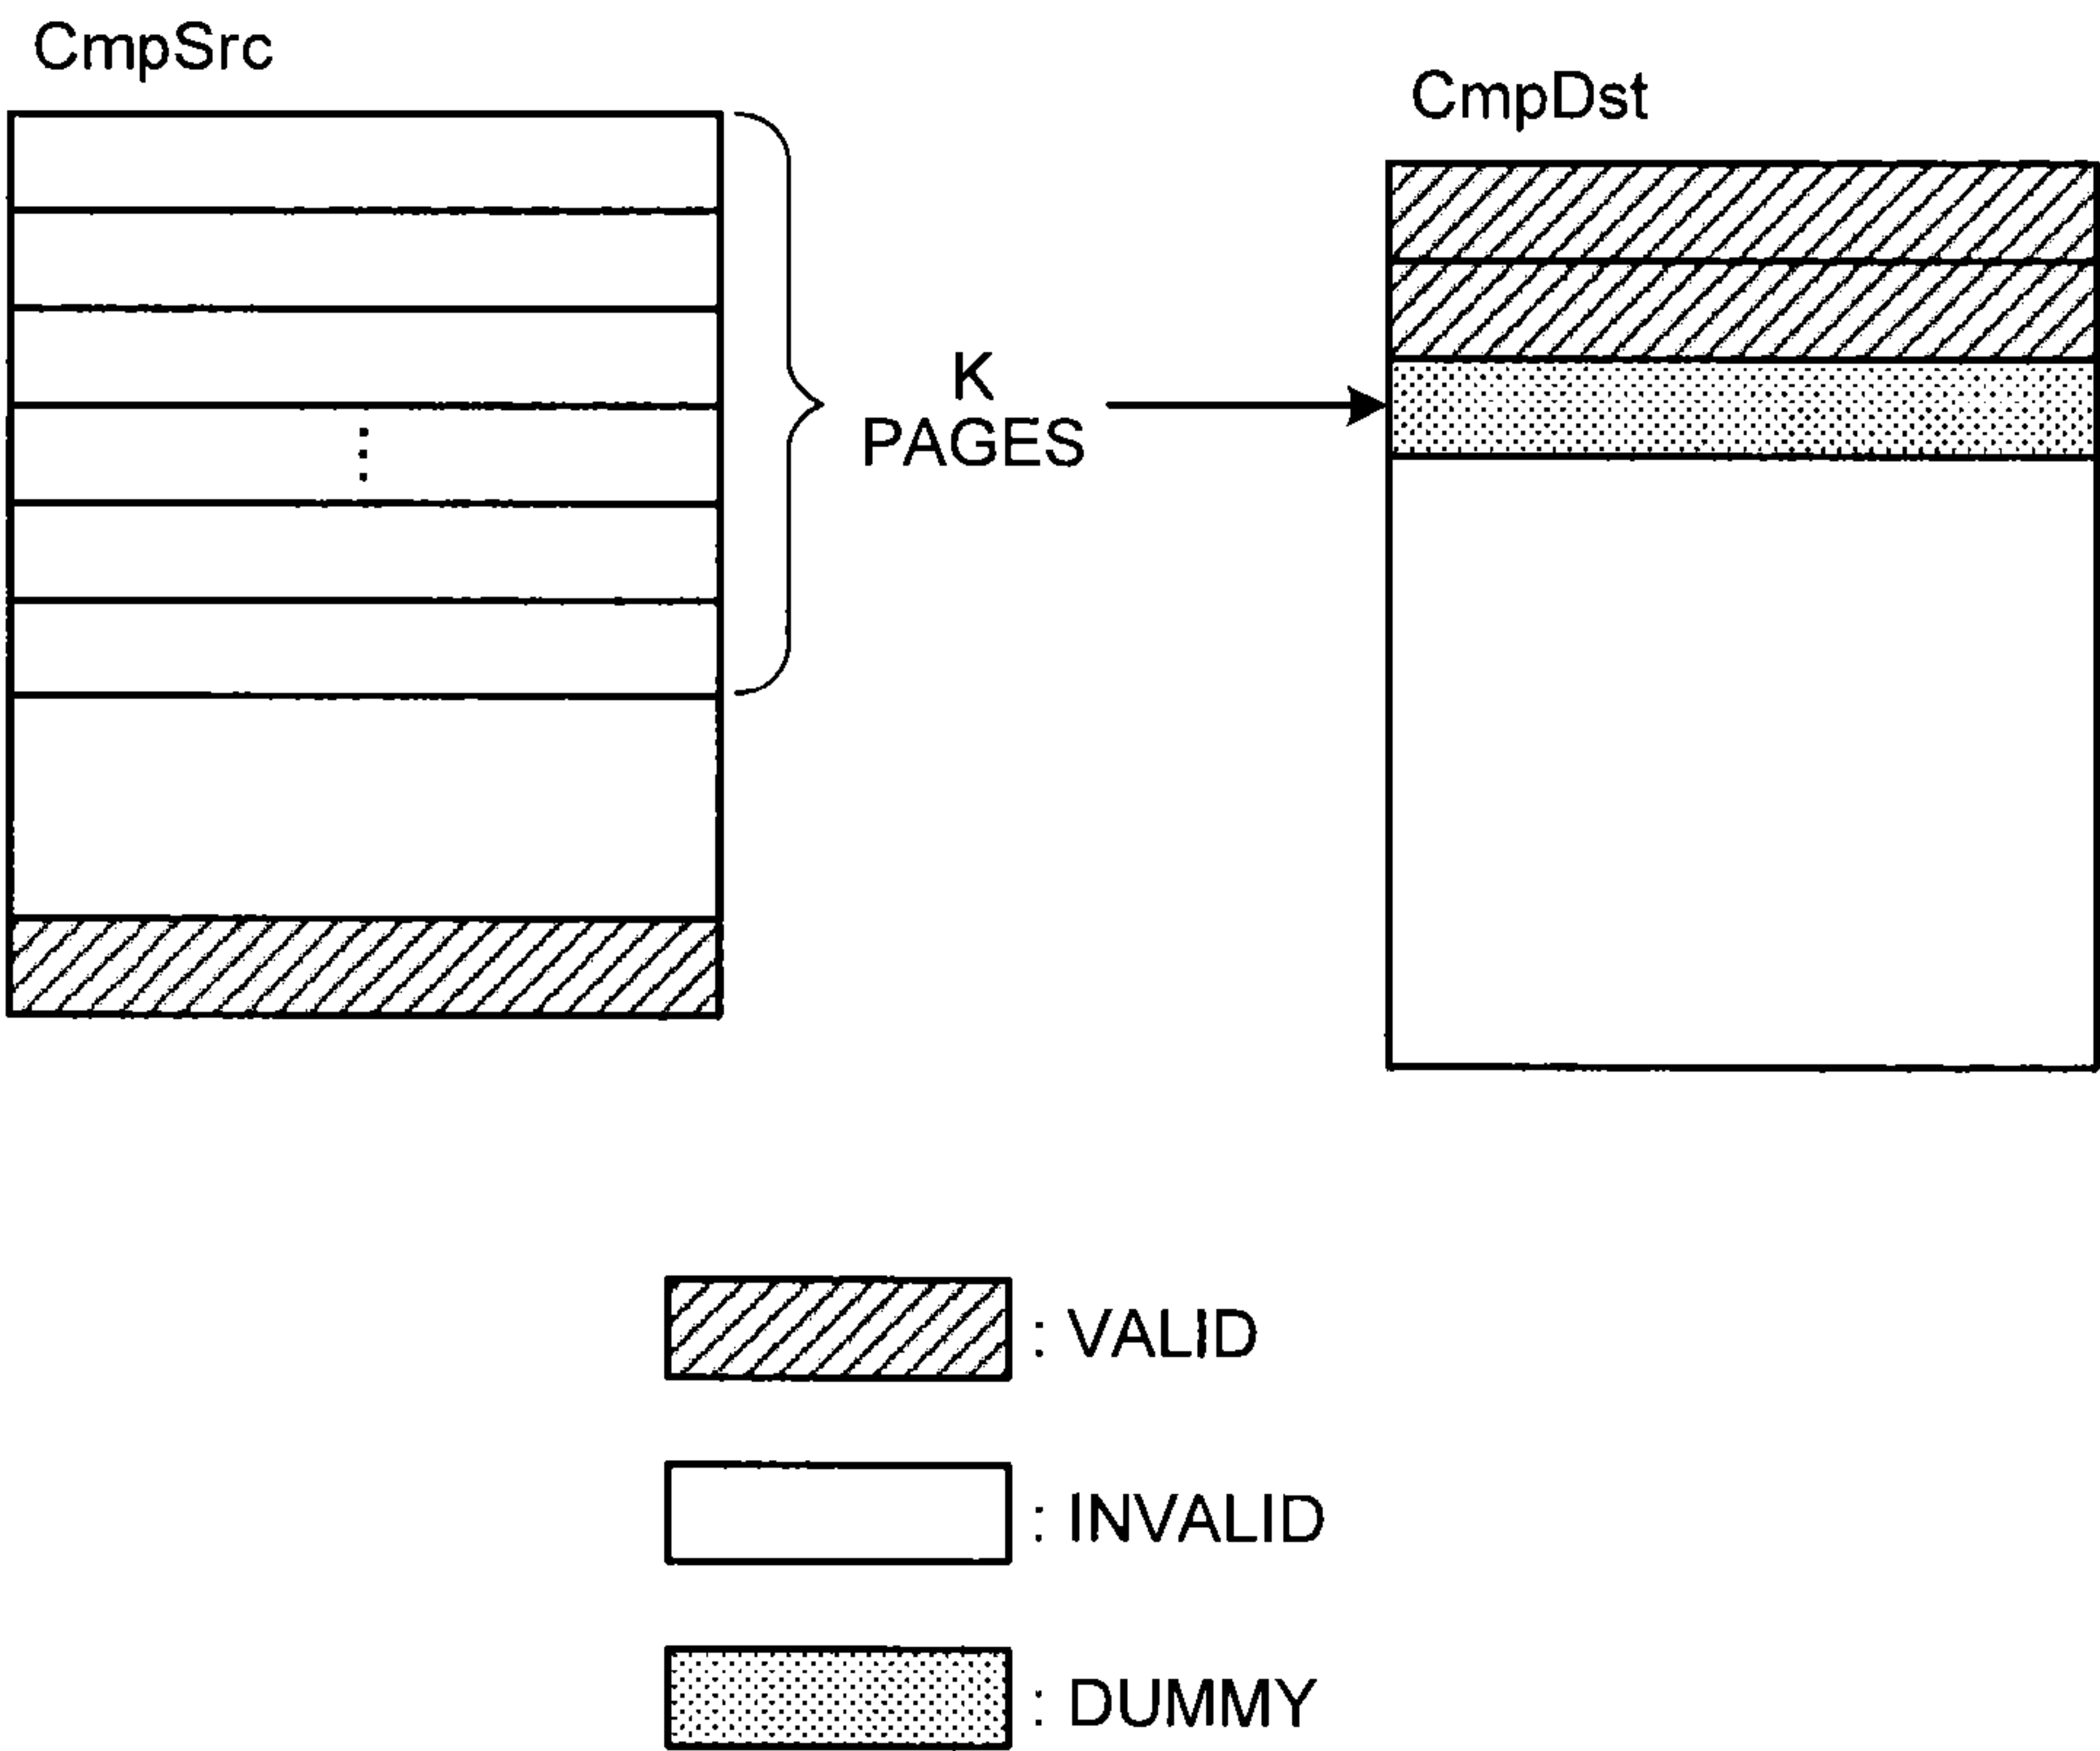 CmpSrc
CmpDst
K
PAGES
: VALID
: INVALID
: DUMMY